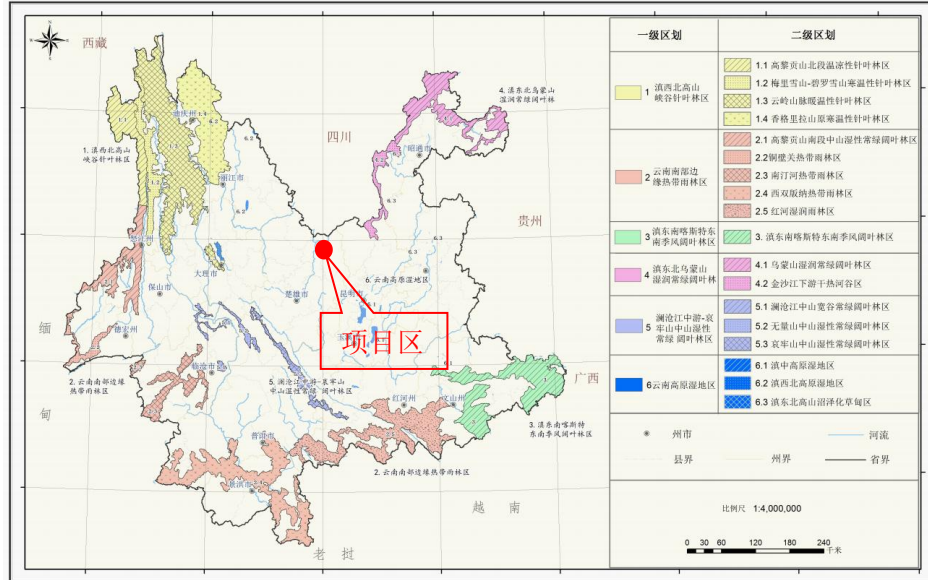 西藏
四川
贵州
广西
越 南
老 挝
缅
甸
4. 滇东北乌蒙山
湿润常绿阔叶林
1. 滇西北高山
峡谷针叶林区
6. 云南高原湿地区
5. 澜沧江中游-哀牢山
中山湿性常绿 阔叶林区
2. 云南南部边缘
热带雨林区
3. 滇东南喀斯特
东南季风阔叶林区
2. 云南南部边缘热带雨林区
迪庆州
丽江市
昭通市
大理市
保山市
楚雄市
昆明市
德宏州
临沧市
红河州
文山州
普洱市
景洪市
1.1
1.3
1.4
6.2
6.2
6.3
6.3
6.1
项目区
一级区划
二级区划
1 滇西北高山
峡谷针叶林区
1.1 高黎贡山北段温凉性针叶林区
1.2 梅里雪山-碧罗雪山寒温性针叶林区
1.3 云岭山脉暖温性针叶林区
1.4 香格里拉山原寒温性针叶林区
2 云南南部边
缘热带雨林区
2.1 高黎贡山南段中山湿性常绿阔叶林区
2.2铜壁关热带雨林区
2.3 南汀河热带雨林区
2.4 西双版纳热带雨林区
2.5 红河湿润雨林区
3 滇东南喀斯特东
南季风阔叶林区
3. 滇东南喀斯特东南季风阔叶林区
4 滇东北乌蒙山
湿润常绿阔叶林区
4.1 乌蒙山湿润常绿阔叶林区
4.2 金沙江下游干热河谷区
5 澜沧江中游-哀
牢山中山湿性
常绿 阔叶林区
5.1 澜沧江中山宽谷常绿阔叶林区
5.2 无量山中山湿性常绿阔叶林区
5.3 哀牢山中山湿性常绿阔叶林区
6云南高原湿地区
6.1 滇中高原湿地区
6.2 滇西北高原湿地区
6.3 滇东北高山沼泽化草甸区
州市
河流
县界
州界
省界
比例尺 1:4,000,000
0 30 60 120 180 240
千米